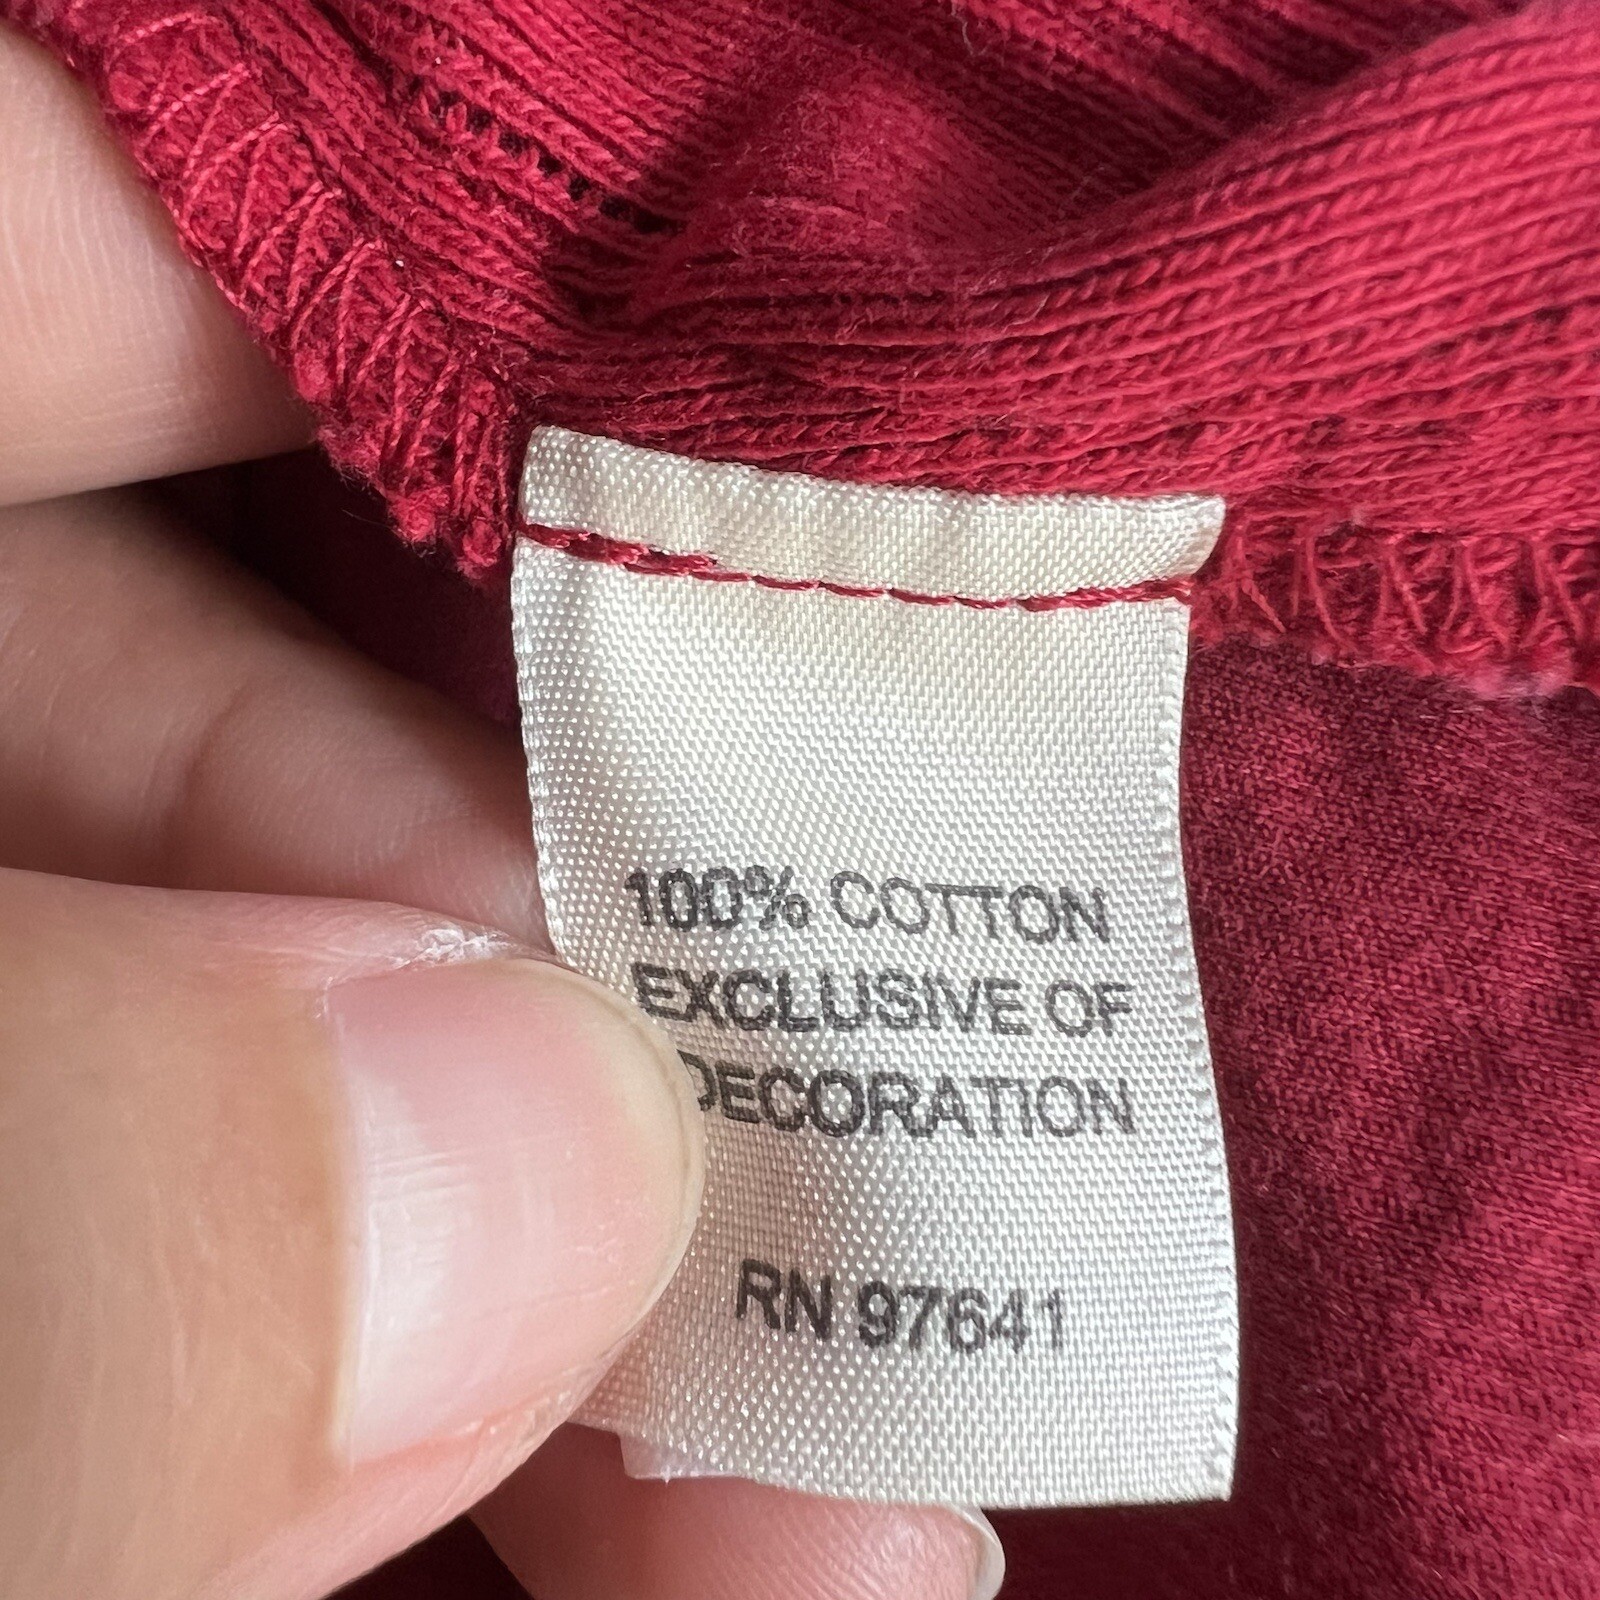 100% COTTON
EXCLUSIVE OF
DECORATION
RN 97641